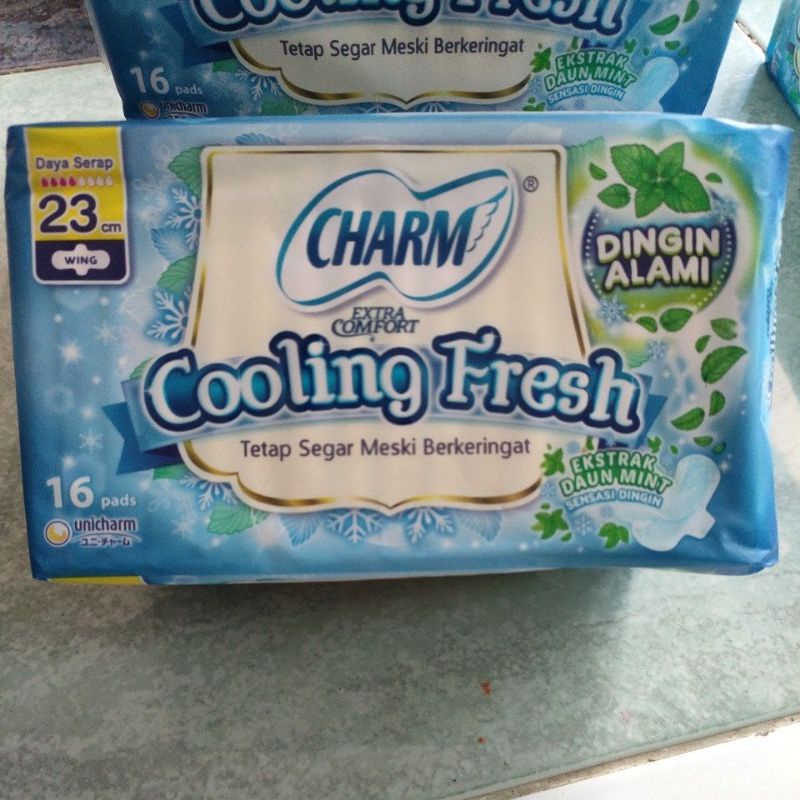 Cooling Fresh
Tetap Segar Meski Berkeringat
16 pads
unicharm
EKSTRAK
DAUN MINT
SENSASI DINGIN
Daya Serap
23 cm
WING
CHARM®
EXTRA
COMFORT
Cooling Fresh
Tetap Segar Meski Berkeringat
DINGIN
ALAMI
EKSTRAK
DAUN MINT
SENSASI DINGIN
16 pads
unicharm
ユニ・チャーム